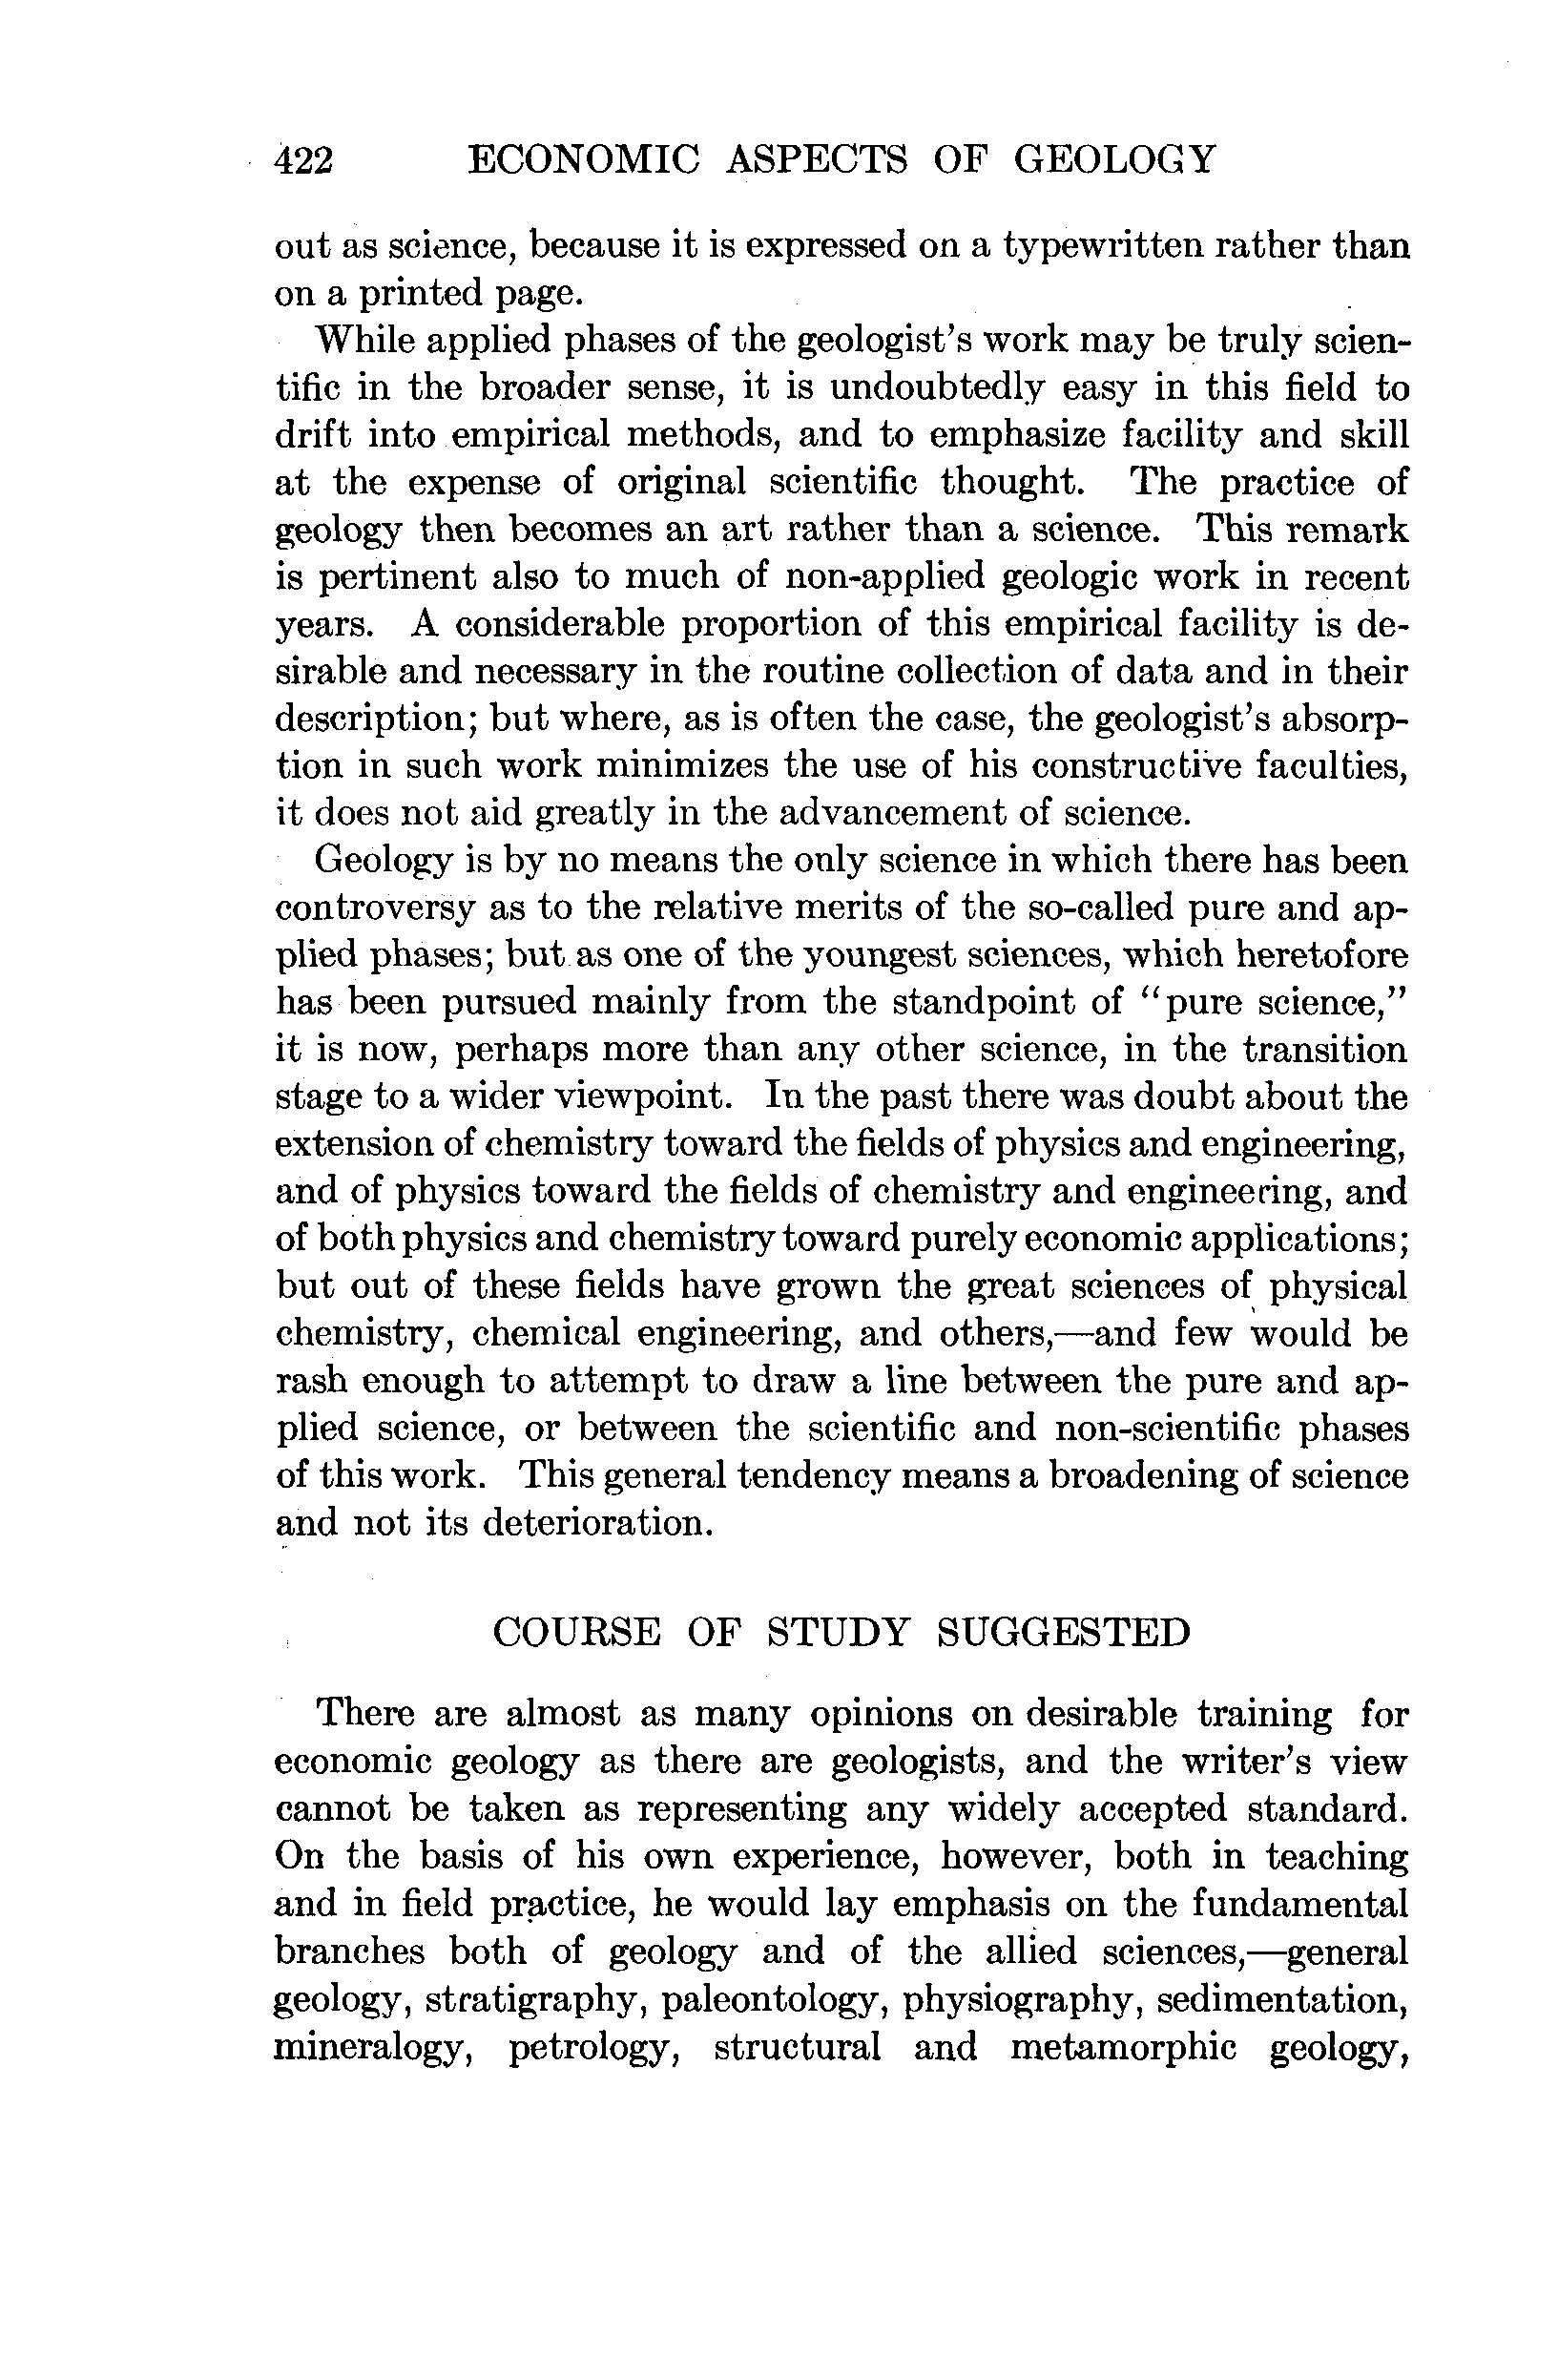 422 ECONOMIC ASPECTS OF GEOLOGY
out as science, because it is expressed on a typewritten rather than
on a printed page.
While applied phases of the geologist's work may be truly scien-
tific in the broader sense, it is undoubtedly easy in this field to
drift into empirical methods, and to emphasize facility and skill
at the expense of original scientific thought. The practice of
geology then becomes an art rather than a science. This remark
is pertinent also to much of non-applied geologic work in recent
years. A considerable proportion of this empirical facility is de-
sirable and necessary in the routine collection of data and in their
description; but where, as is often the case, the geologist's absorp-
tion in such work minimizes the use of his constructive faculties,
it does not aid greatly in the advancement of science.
Geology is by no means the only science in which there has been
controversy as to the relative merits of the so-called pure and ap-
plied phases; but as one of the youngest sciences, which heretofore
has been pursued mainly from the standpoint of "pure science,"
it is now, perhaps more than any other science, in the transition
stage to a wider viewpoint. In the past there was doubt about the
extension of chemistry toward the fields of physics and engineering,
and of physics toward the fields of chemistry and engineering, and
of both physics and chemistry toward purely economic applications;
but out of these fields have grown the great sciences of physical
chemistry, chemical engineering, and others,—and few would be
rash enough to attempt to draw a line between the pure and ap-
plied science, or between the scientific and non-scientific phases
of this work. This general tendency means a broadening of science
and not its deterioration.
COURSE OF STUDY SUGGESTED
There are almost as many opinions on desirable training for
economic geology as there are geologists, and the writer's view
cannot be taken as representing any widely accepted standard.
On the basis of his own experience, however, both in teaching
and in field practice, he would lay emphasis on the fundamental
branches both of geology and of the allied sciences,—general
geology, stratigraphy, paleontology, physiography, sedimentation,
mineralogy, petrology, structural and metamorphic geology,